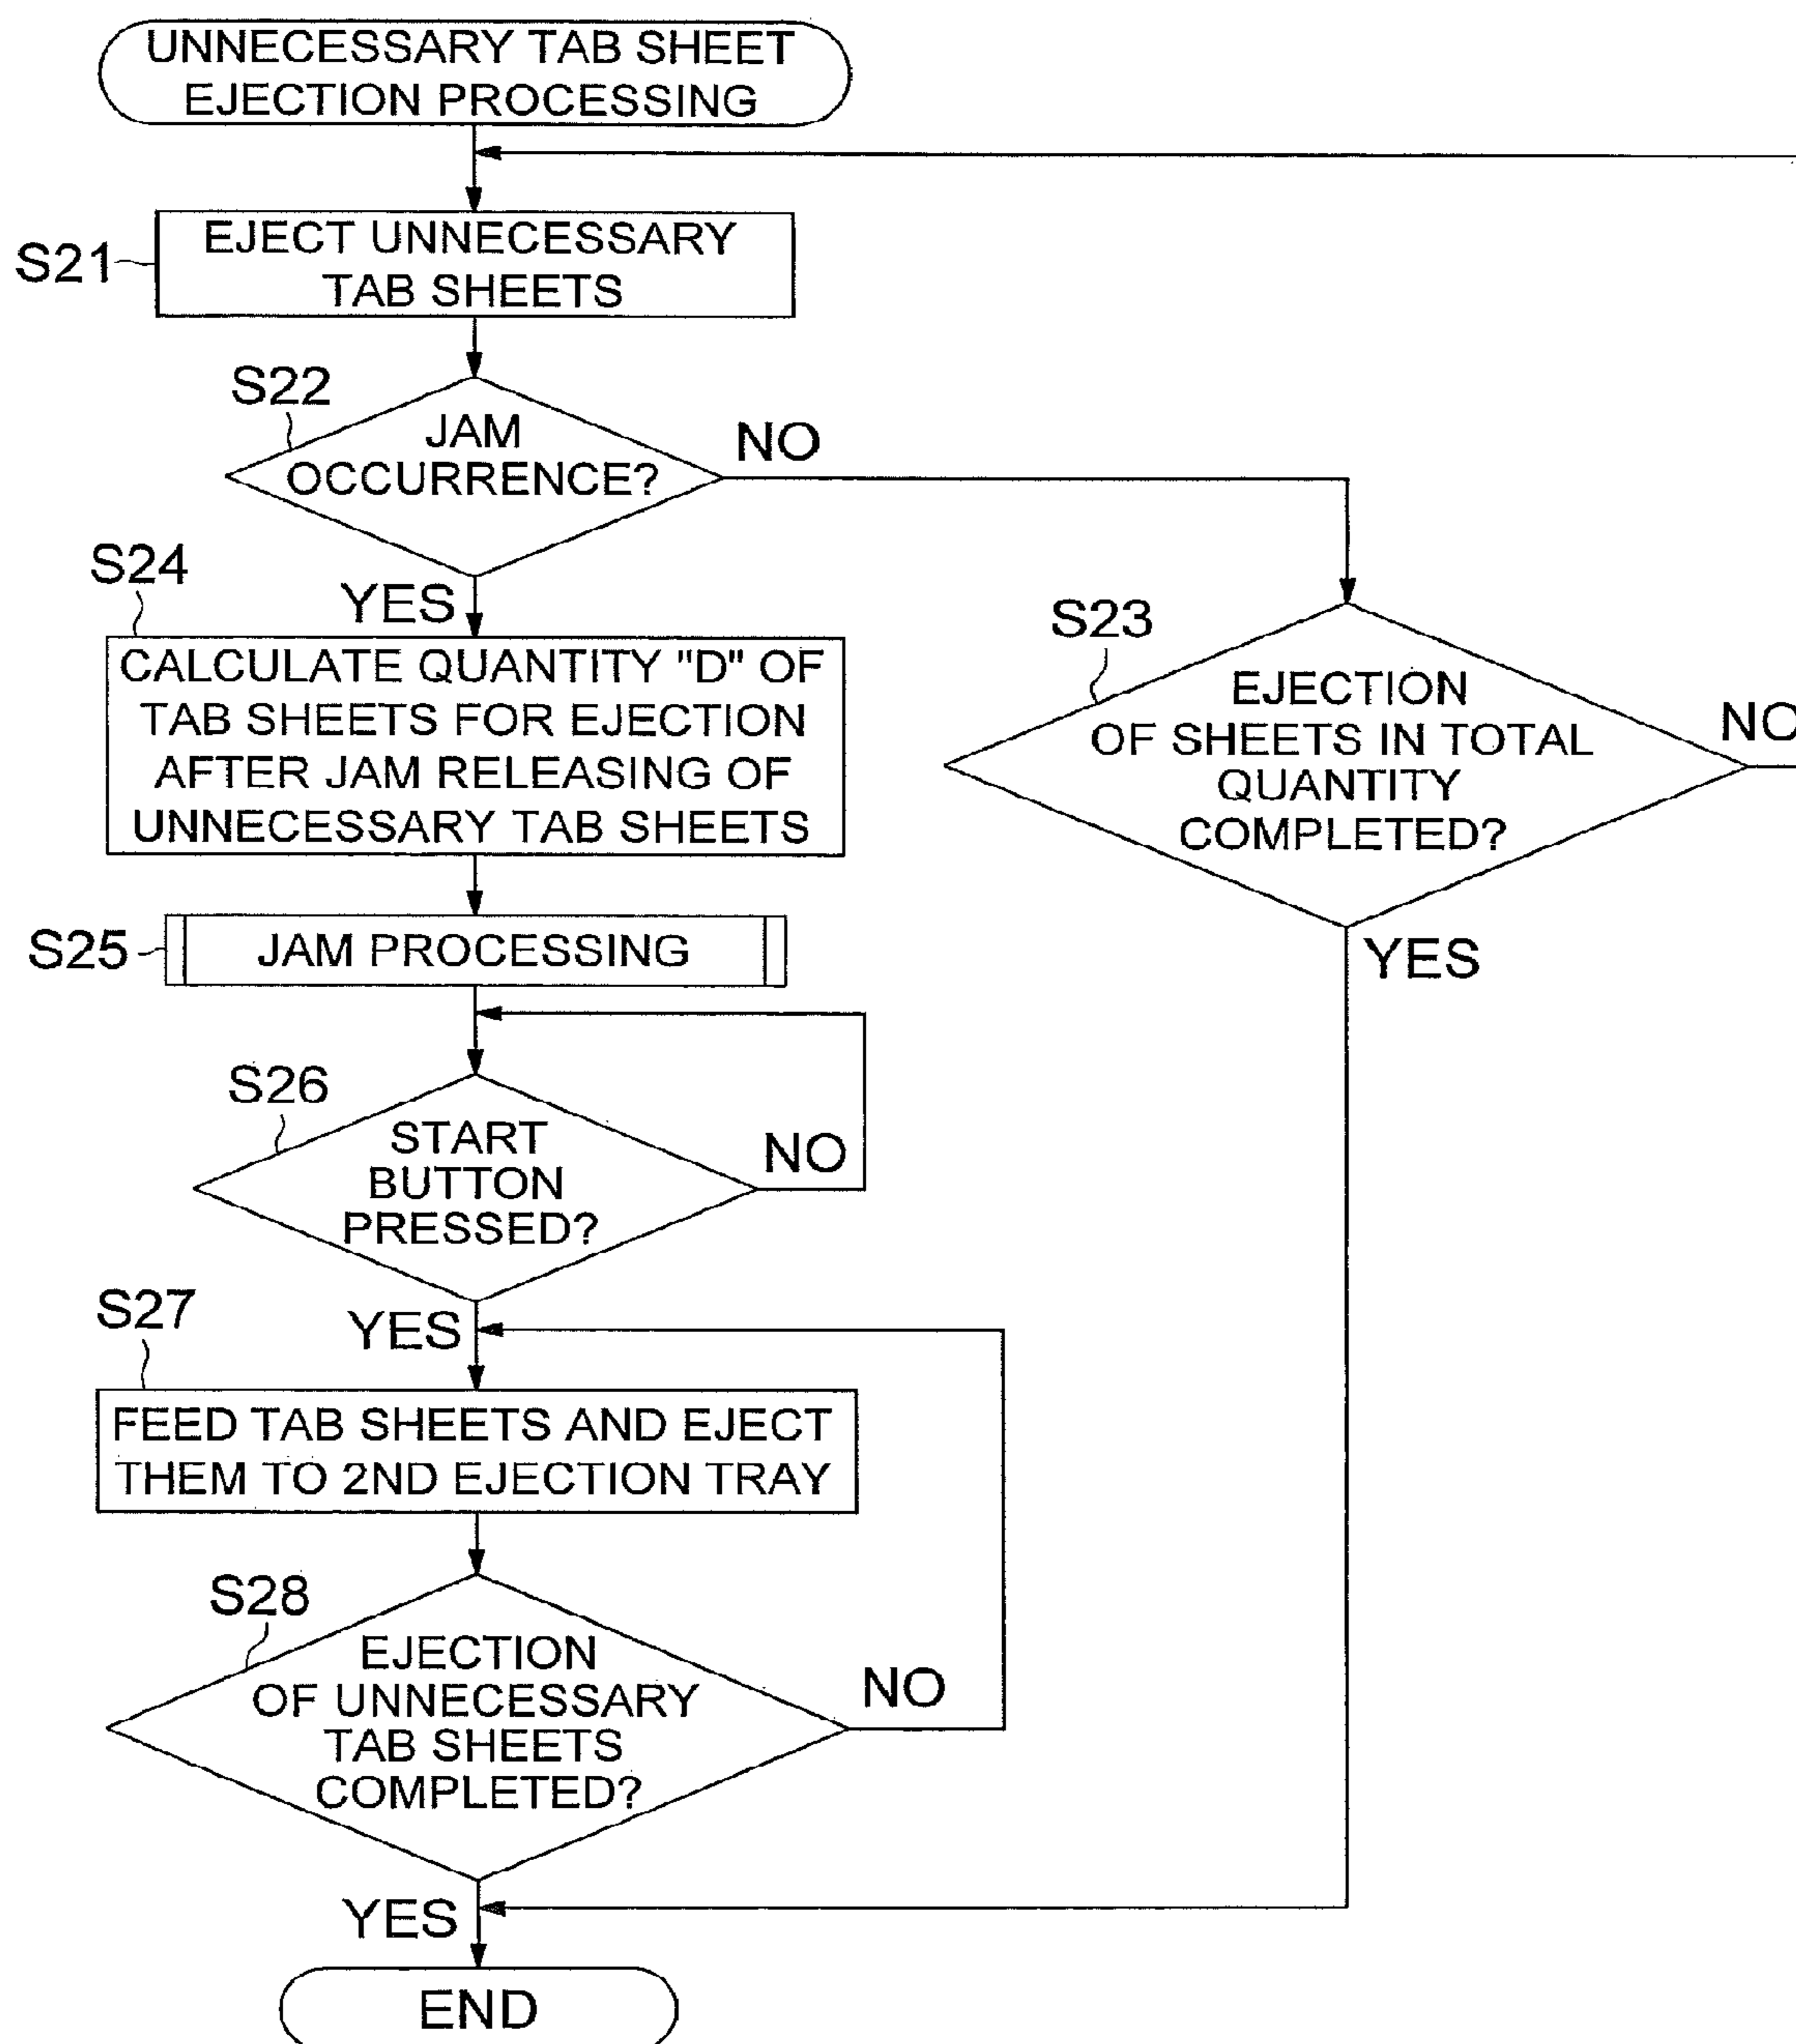 UNNECESSARY TAB SHEET
EJECTION PROCESSING
S21
EJECT UNNECESSARY
TAB SHEETS
S22
JAM
OCCURRENCE?
NO
YES
S23
EJECTION
OF SHEETS IN TOTAL
QUANTITY
COMPLETED?
NO
YES
S24
CALCULATE QUANTITY "D" OF
TAB SHEETS FOR EJECTION
AFTER JAM RELEASING OF
UNNECESSARY TAB SHEETS
S25
JAM PROCESSING
S26
START
BUTTON
PRESSED?
NO
YES
S27
FEED TAB SHEETS AND EJECT
THEM TO 2ND EJECTION TRAY
S28
EJECTION
OF UNNECESSARY
TAB SHEETS
COMPLETED?
NO
YES
END